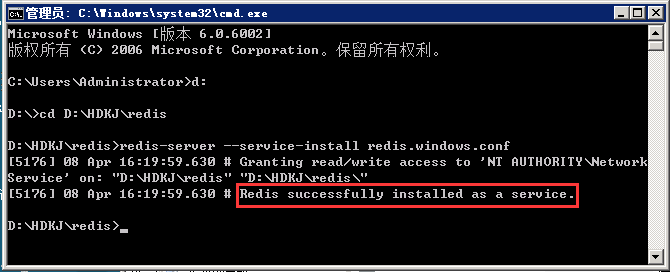 管理员: C:\Windows\system32\cmd.exe
Microsoft Windows [版本 6.0.6002]
版权所有 (C) 2006 Microsoft Corporation。保留所有权利。
C:\Users\Administrator>d:
D:\>cd D:\HDKJ\redis
D:\HDKJ\redis>redis-server --service-install redis.windows.conf
[5176] 08 Apr 16:19:59.630 # Granting read/write access to 'NT AUTHORITY\Network
Service' on: "D:\HDKJ\redis" "D:\HDKJ\redis\"
[5176] 08 Apr 16:19:59.630 # Redis successfully installed as a service.
D:\HDKJ\redis>_